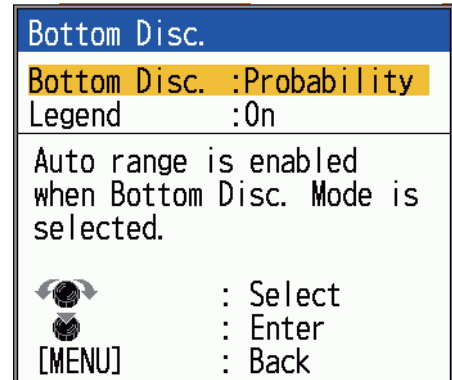 Bottom Disc.
Bottom Disc. :Probability
Legend :On
Auto range is enabled
when Bottom Disc. Mode is
selected.
: Select
: Enter
[MENU] : Back